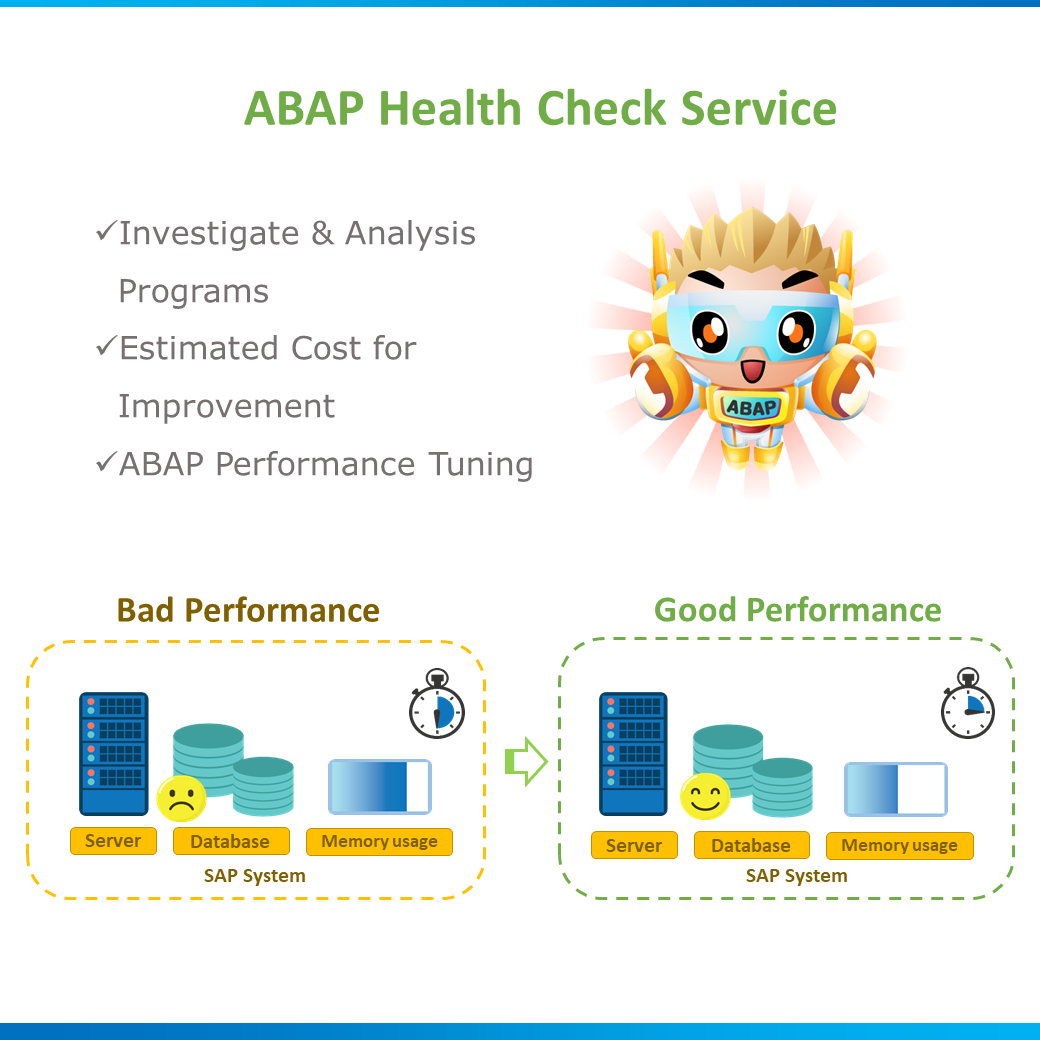 ABAP Health Check Service
✓Investigate & Analysis
Programs
✓Estimated Cost for
Improvement
✓ABAP Performance Tuning
ABAP
Bad Performance
Good Performance
Server
Database
Memory usage
SAP System
Server
Database
Memory usage
SAP System